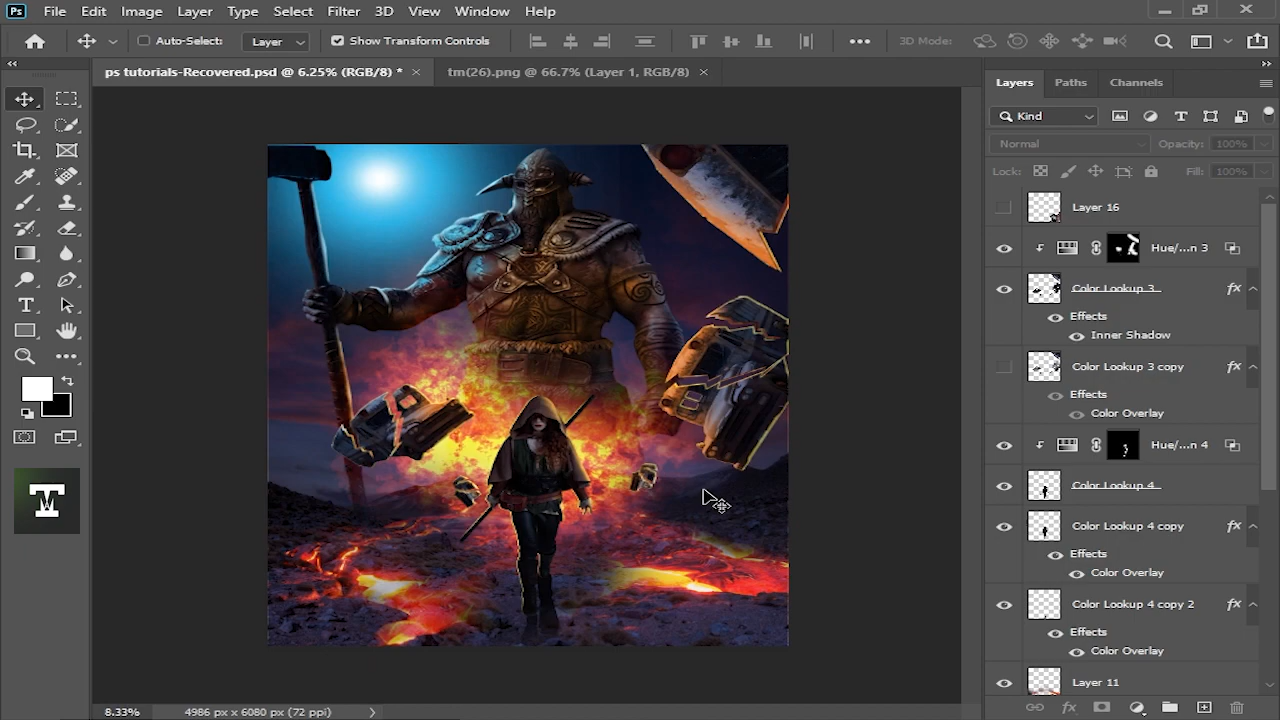 Ps File Edit Image Layer Type Select Filter 3D View Window Help
Auto-Select: Layer Show Transform Controls 3D Mode:
ps tutorials-Recovered.psd @ 6.25% (RGB/8) * × tm(26).png @ 66.7% (Layer 1, RGB/8) ×
Layers Paths Channels
Kind
Normal Opacity: 100%
Lock: Fill: 100%
Layer 16
Hue/...n 3
Color Lookup 3
fx
Effects
Inner Shadow
Color Lookup 3 copy
fx
Effects
Color Overlay
Hue/...n 4
Color Lookup 4
Color Lookup 4 copy
fx
Effects
Color Overlay
Color Lookup 4 copy 2
fx
Effects
Color Overlay
Layer 11
TM
8.33% 4986 px x 6080 px (72 ppi)
fx